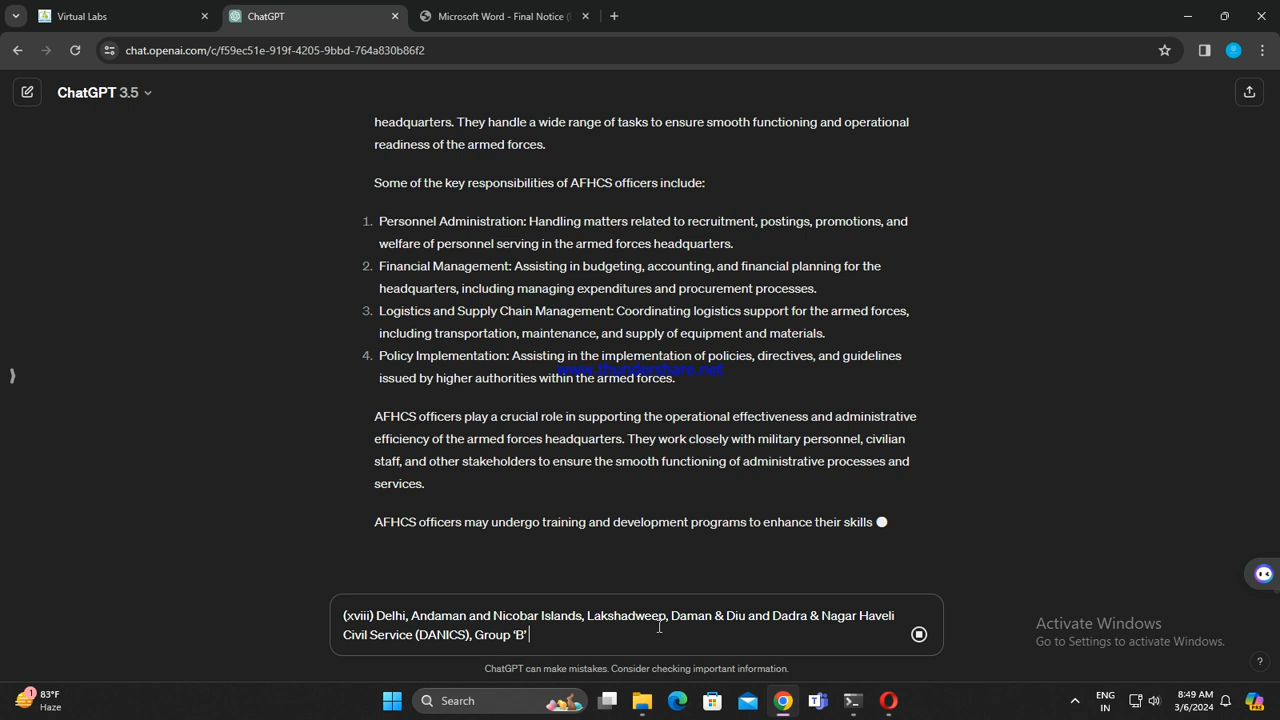 Virtual Labs
ChatGPT
Microsoft Word - Final Notice (
chat.openai.com/c/f59ec51e-919f-4205-9bbd-764a830b86f2
ChatGPT 3.5
headquarters. They handle a wide range of tasks to ensure smooth functioning and operational
readiness of the armed forces.
Some of the key responsibilities of AFHCS officers include:
1. Personnel Administration: Handling matters related to recruitment, postings, promotions, and
welfare of personnel serving in the armed forces headquarters.
2. Financial Management: Assisting in budgeting, accounting, and financial planning for the
headquarters, including managing expenditures and procurement processes.
3. Logistics and Supply Chain Management: Coordinating logistics support for the armed forces,
including transportation, maintenance, and supply of equipment and materials.
4. Policy Implementation: Assisting in the implementation of policies, directives, and guidelines
www.thundershare.net
issued by higher authorities within the armed forces.
AFHCS officers play a crucial role in supporting the operational effectiveness and administrative
efficiency of the armed forces headquarters. They work closely with military personnel, civilian
staff, and other stakeholders to ensure the smooth functioning of administrative processes and
services.
AFHCS officers may undergo training and development programs to enhance their skills
(xviii) Delhi, Andaman and Nicobar Islands, Lakshadweep, Daman & Diu and Dadra & Nagar Haveli
Civil Service (DANICS), Group ‘B’
Activate Windows
Go to Settings to activate Windows.
ChatGPT can make mistakes. Consider checking important information.
?
83°F
Haze
Search
ENG
IN
8:49 AM
3/6/2024